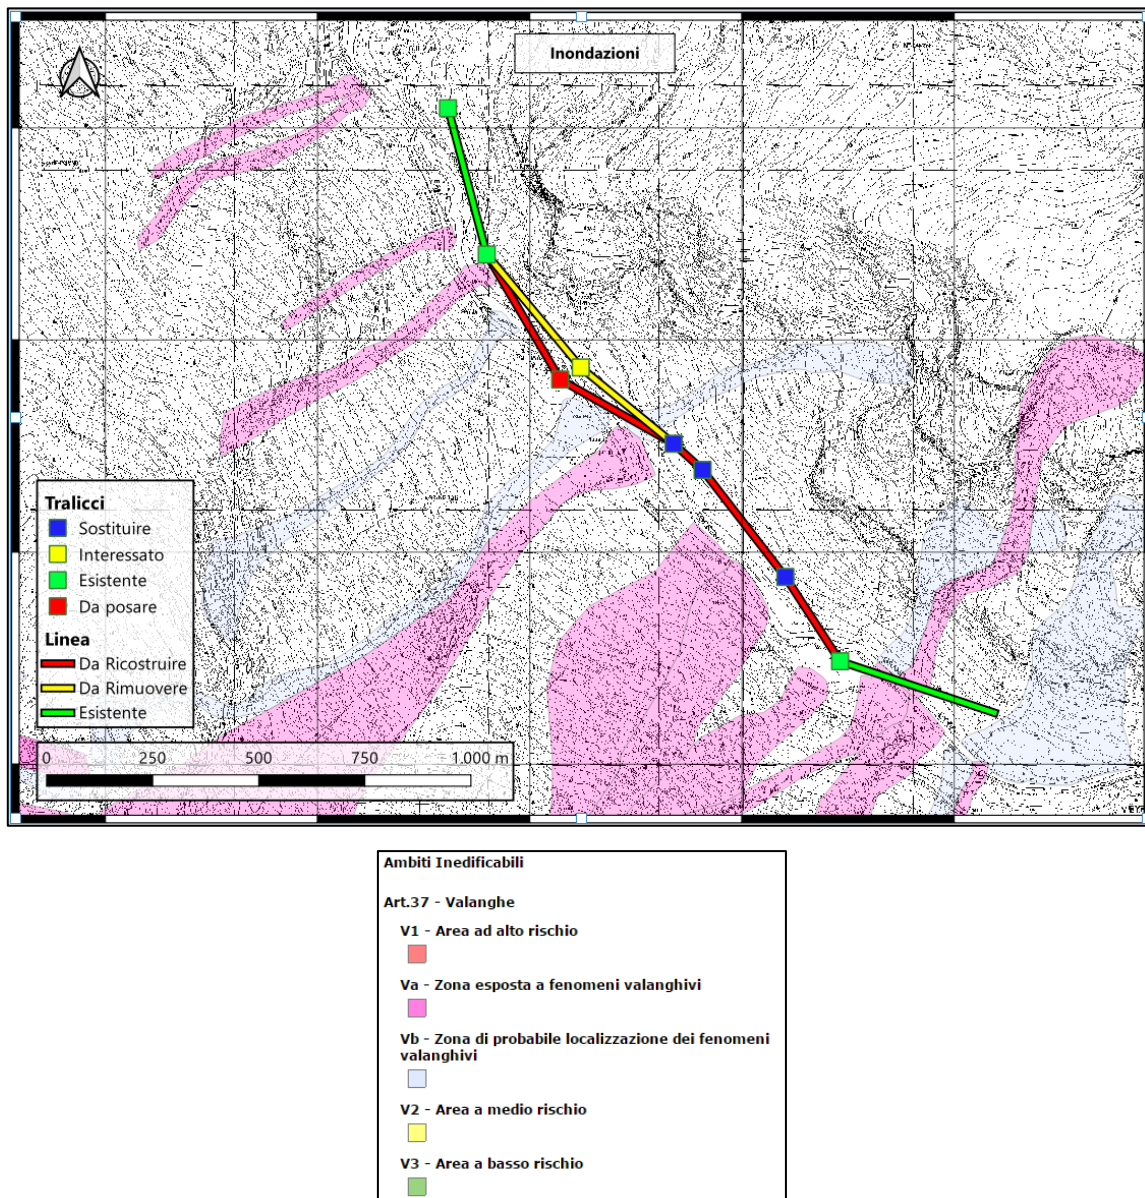 Inondazioni
Tralicci
Sostituire
Interessato
Esistente
Da posare
Linea
Da Ricostruire
Da Rimuovere
Esistente
0 250 500 750 1.000 m
Ambiti Inedificabili
Art.37 - Valanghe
V1 - Area ad alto rischio
Va - Zona esposta a fenomeni valanghivi
Vb - Zona di probabile localizzazione dei fenomeni
valanghivi
V2 - Area a medio rischio
V3 - Area a basso rischio